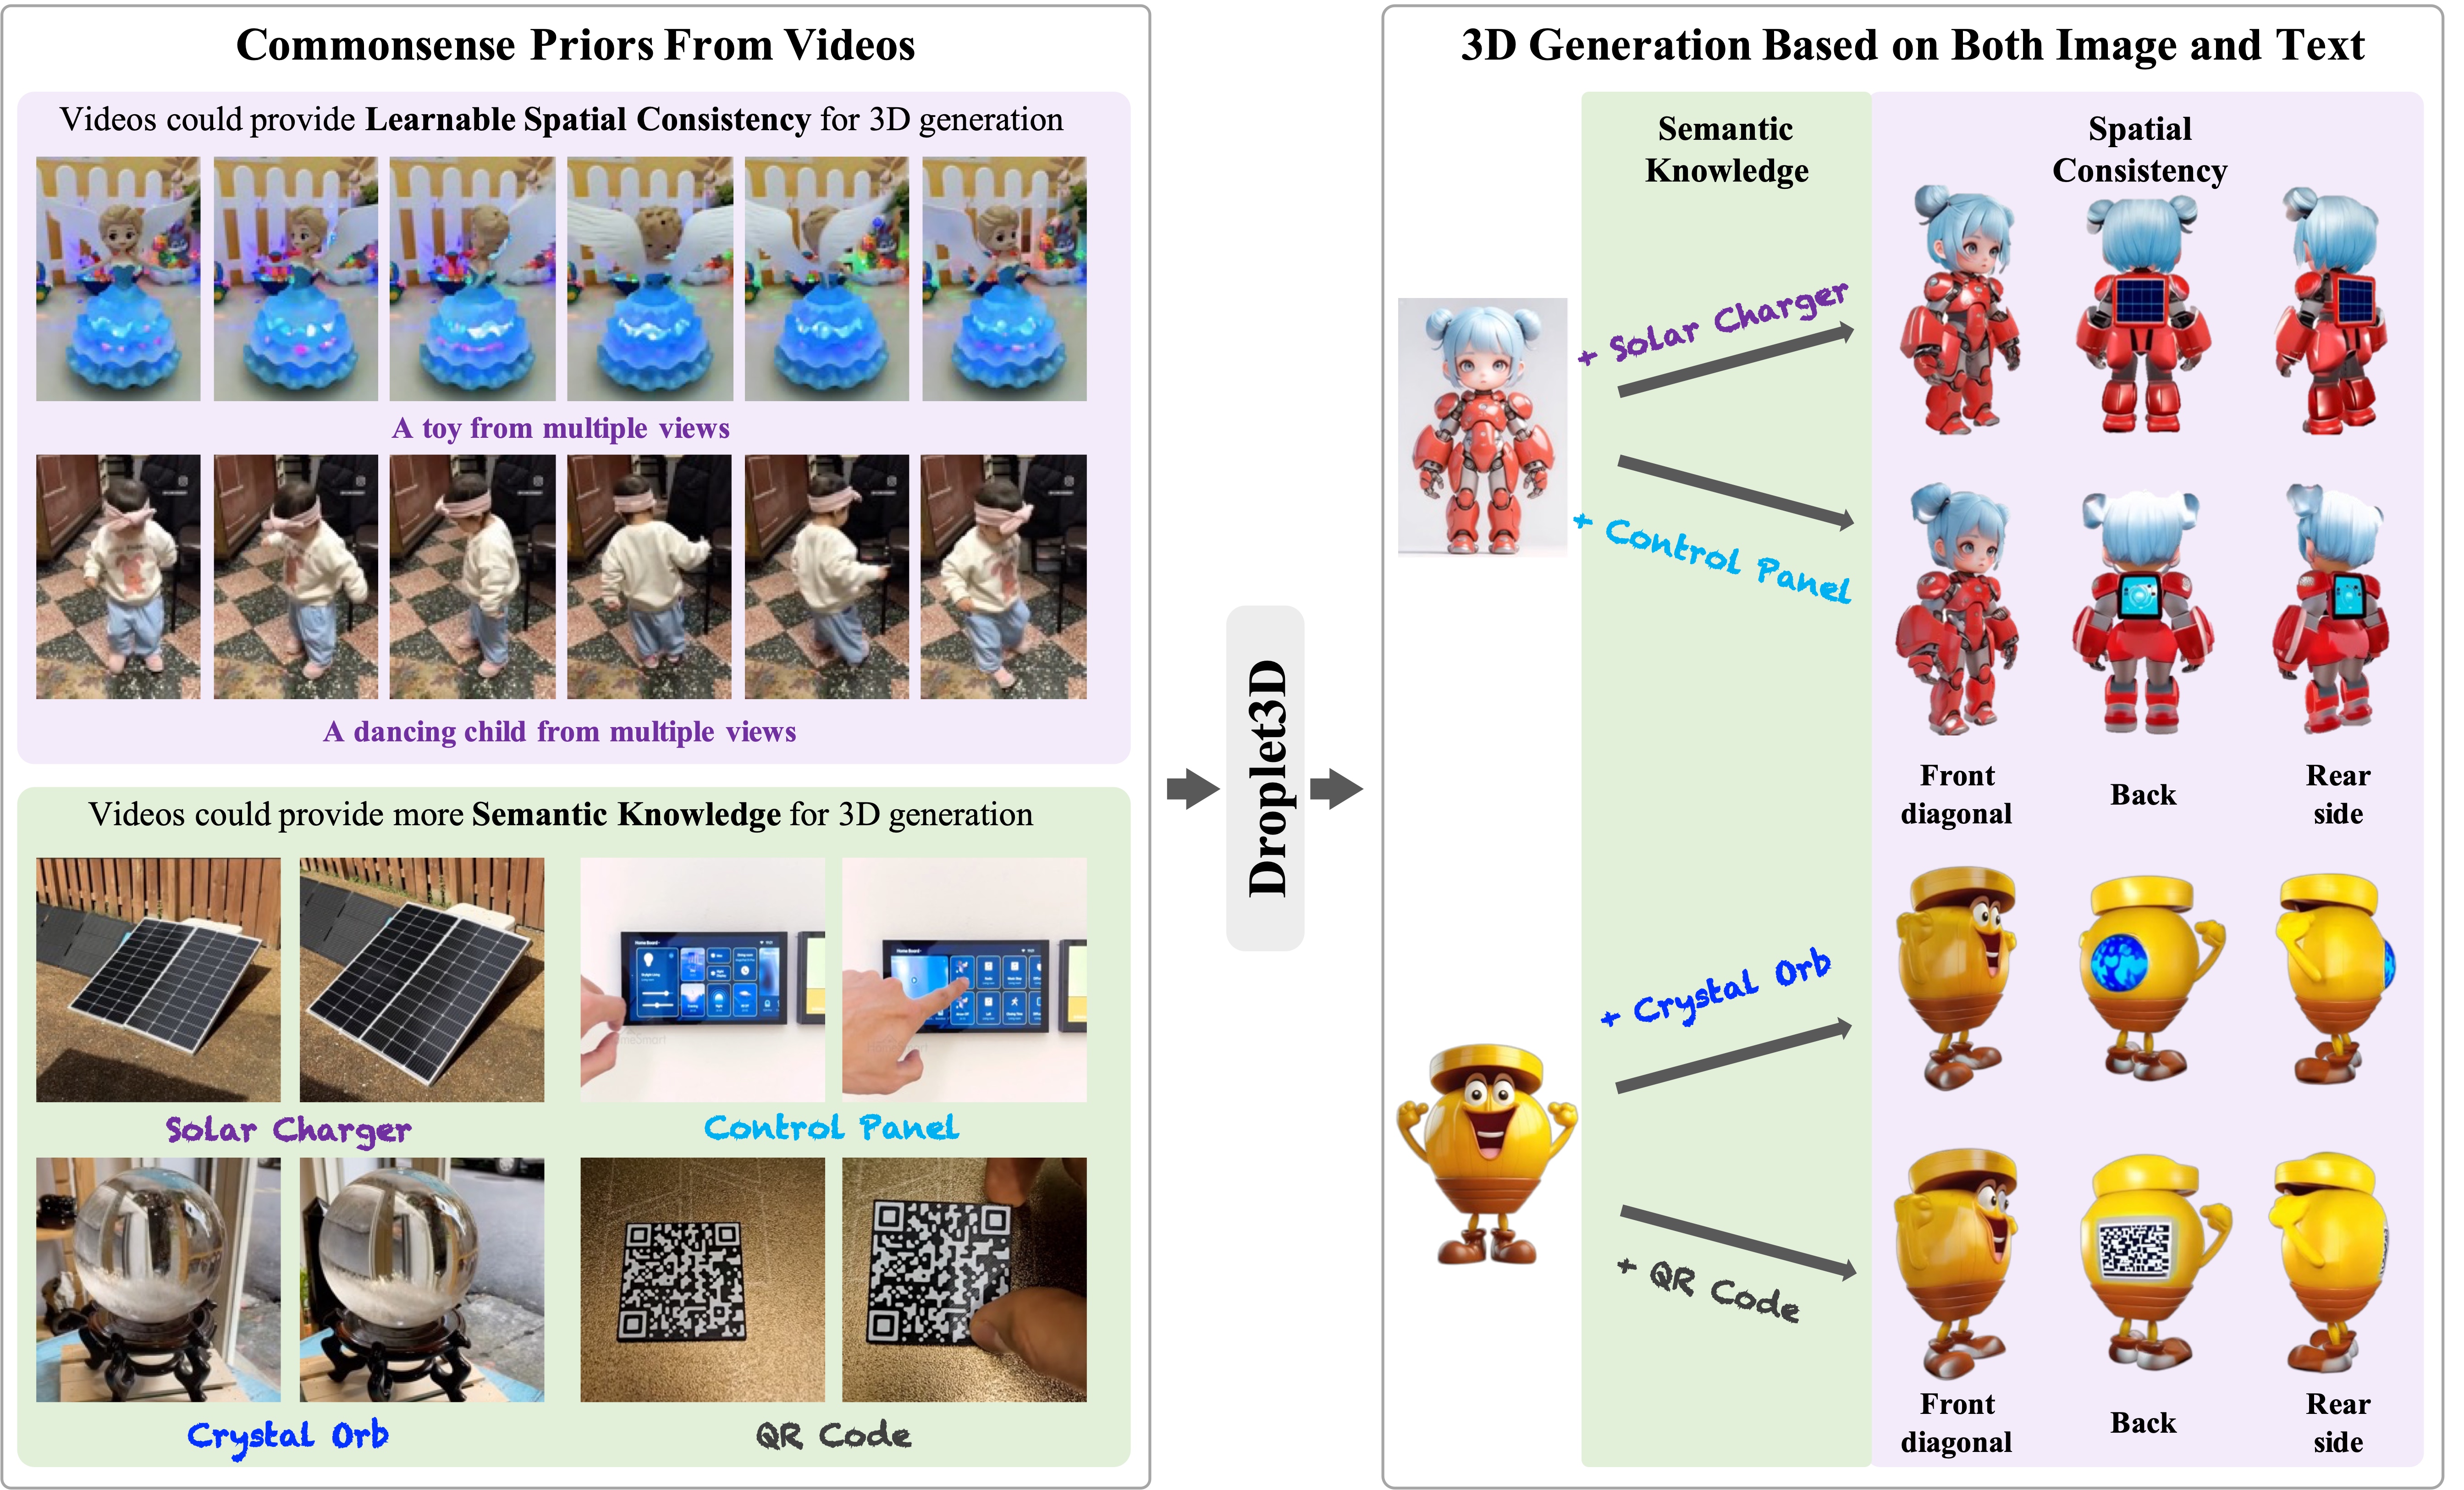 Commonsense Priors From Videos
Videos could provide Learnable Spatial Consistency for 3D generation
A toy from multiple views
A dancing child from multiple views
Videos could provide more Semantic Knowledge for 3D generation
Solar Charger
Control Panel
Crystal Orb
QR Code
Droplet3D
3D Generation Based on Both Image and Text
Semantic
Knowledge
Spatial
Consistency
+ Solar Charger
+ Control Panel
Front
diagonal
Back
Rear
side
+ Crystal Orb
+ QR Code
Front
diagonal
Back
Rear
side